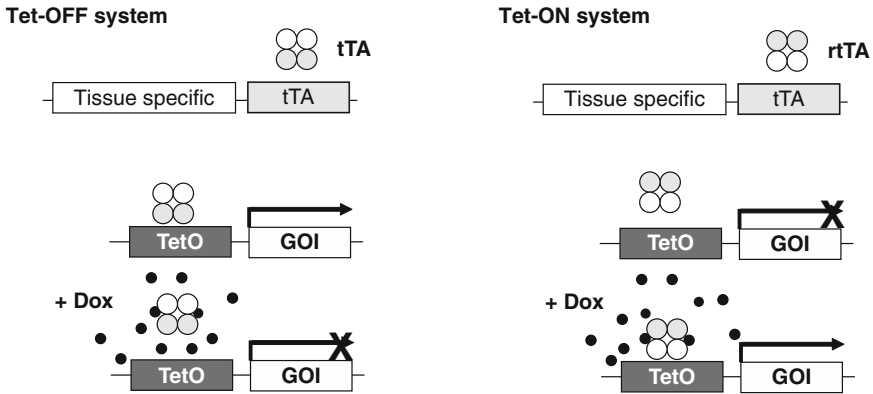 Tet-OFF system
tTA
Tissue specific
tTA
TetO
GOI
+ Dox
X
TetO
GOI
Tet-ON system
rtTA
Tissue specific
tTA
X
TetO
GOI
+ Dox
TetO
GOI